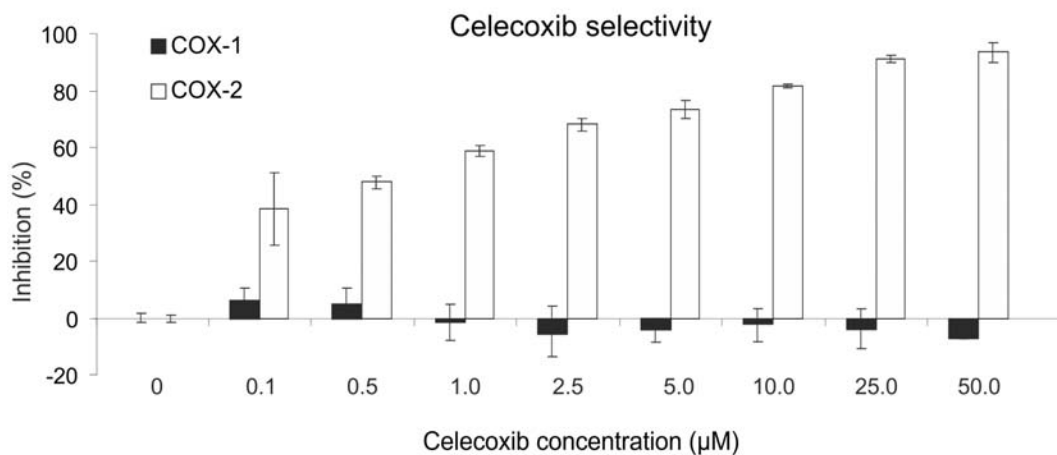 Celecoxib selectivity
COX-1
COX-2
Inhibition (%)
100
80
60
40
20
0
-20
0 0.1 0.5 1.0 2.5 5.0 10.0 25.0 50.0
Celecoxib concentration (µM)